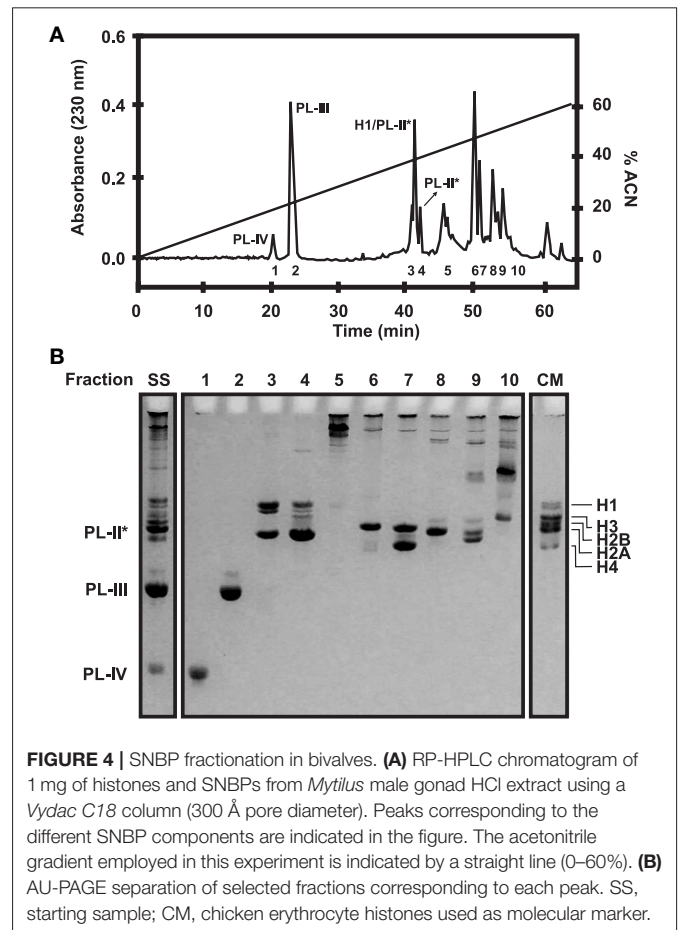 A
0.6
0.4
0.2
0.0
Absorbance (230 nm)
PL-IV
PL-III
H1/PL-II*
PL-II*
1 2 3 4 5 67 8 9 10
60
40
20
0
% ACN
0 10 20 30 40 50 60
Time (min)
B
Fraction SS 1 2 3 4 5 6 7 8 9 10 CM
PL-II*
PL-III
PL-IV
H1
H3
H2B
H2A
H4
FIGURE 4 | SNBP fractionation in bivalves. (A) RP-HPLC chromatogram of
1 mg of histones and SNBPs from Mytilus male gonad HCl extract using a
Vydac C18 column (300 Å pore diameter). Peaks corresponding to the
different SNBP components are indicated in the figure. The acetonitrile
gradient employed in this experiment is indicated by a straight line (0–60%). (B)
AU-PAGE separation of selected fractions corresponding to each peak. SS,
starting sample; CM, chicken erythrocyte histones used as molecular marker.